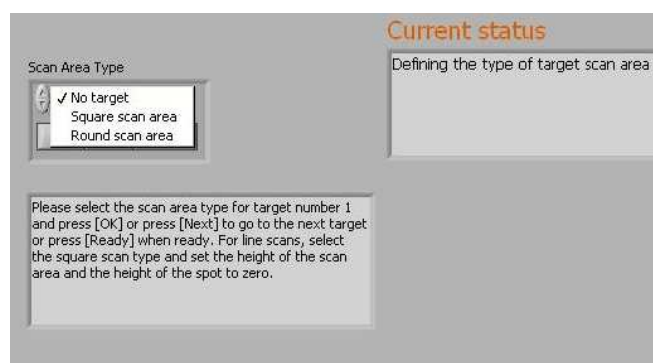 Current status
Scan Area Type
Defining the type of target scan area
No target
Square scan area
Round scan area
Please select the scan area type for target number 1
and press [OK] or press [Next] to go to the next target
or press [Ready] when ready. For line scans, select
the square scan type and set the height of the scan
area and the height of the spot to zero.